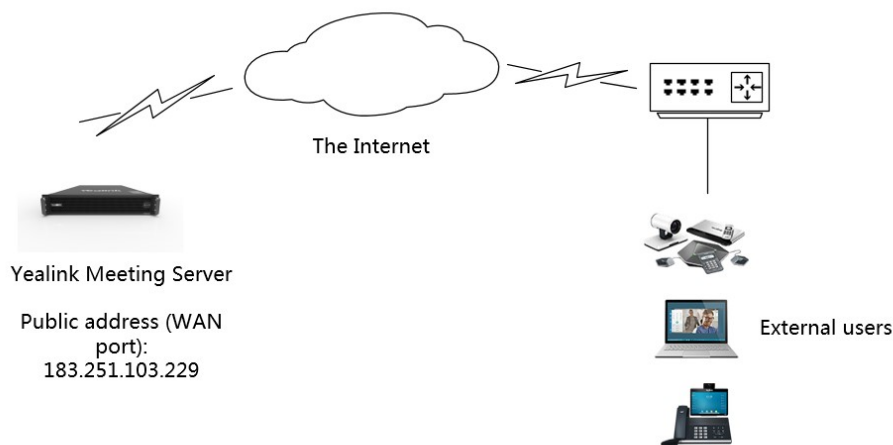 The Internet
Yealink Meeting Server
Public address (WAN
port):
183.251.103.229
External users